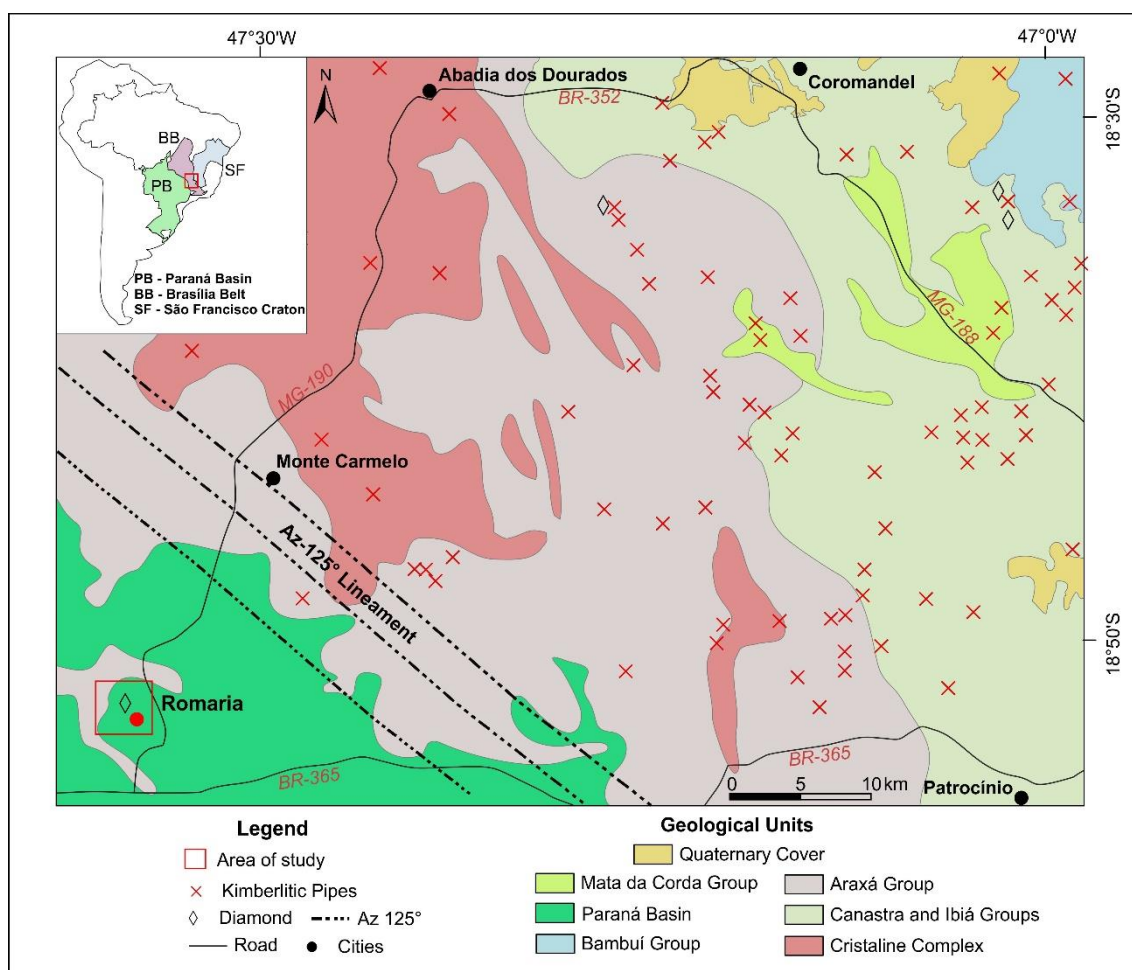 47°30'W
47°0'W
N
Abadia dos Dourados
Coromandel
BR-352
18°30'S
BB
SF
PB
PB - Paraná Basin
BB - Brasília Belt
SF - São Francisco Craton
MG-188
MG-190
Monte Carmelo
Az-125° Lineament
18°50'S
Romaria
BR-365
BR-365
0 5 10 km
Patrocínio
Legend
Area of study
Kimberlitic Pipes
Diamond
Az 125°
Road
Cities
Geological Units
Quaternary Cover
Mata da Corda Group
Araxá Group
Paraná Basin
Canastra and Ibiá Groups
Bambuí Group
Cristaline Complex